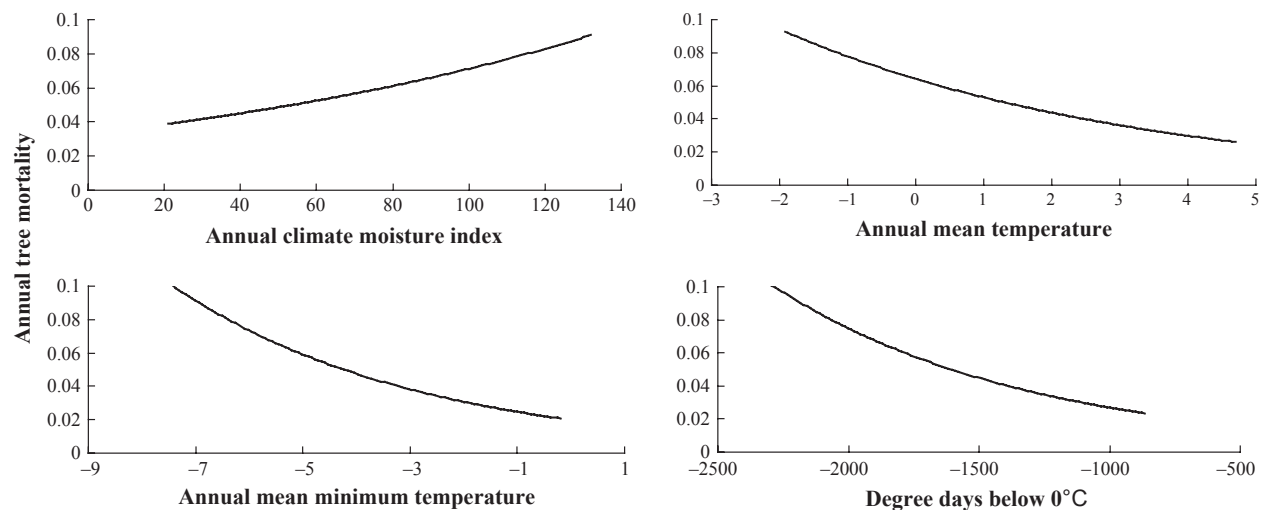 Annual tree mortality
0.1
0.08
0.06
0.04
0.02
0
0 20 40 60 80 100 120 140
Annual climate moisture index
0.1
0.08
0.06
0.04
0.02
0
–3 –2 –1 0 1 2 3 4 5
Annual mean temperature
0.1
0.08
0.06
0.04
0.02
0
–9 –7 –5 –3 –1 1
Annual mean minimum temperature
0.1
0.08
0.06
0.04
0.02
0
–2500 –2000 –1500 –1000 –500
Degree days below 0°C